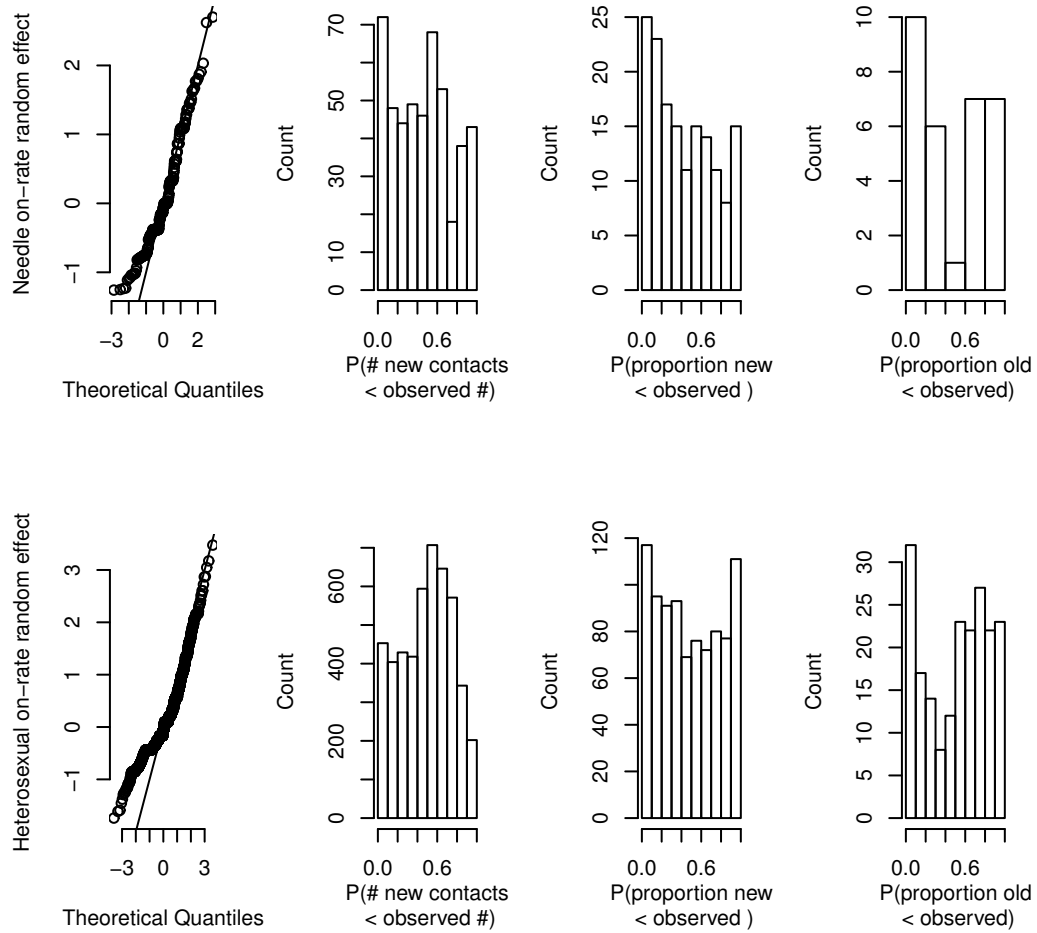 Needle on−rate random effect
−1
0
1
2
−3
0
2
Theoretical Quantiles
Count
0
10
30
50
70
0.0
0.6
P(# new contacts
< observed #)
Count
0
5
10
15
20
25
0.0
0.6
P(proportion new
< observed )
Count
0
2
4
6
8
10
0.0
0.6
P(proportion old
< observed)
Heterosexual on−rate random effect
−1
0
1
2
3
−3
0
3
Theoretical Quantiles
Count
0
200
400
600
0.0
0.6
P(# new contacts
< observed #)
Count
0
20
40
60
80
120
0.0
0.6
P(proportion new
< observed )
Count
0
5
10
15
20
25
30
0.0
0.6
P(proportion old
< observed)